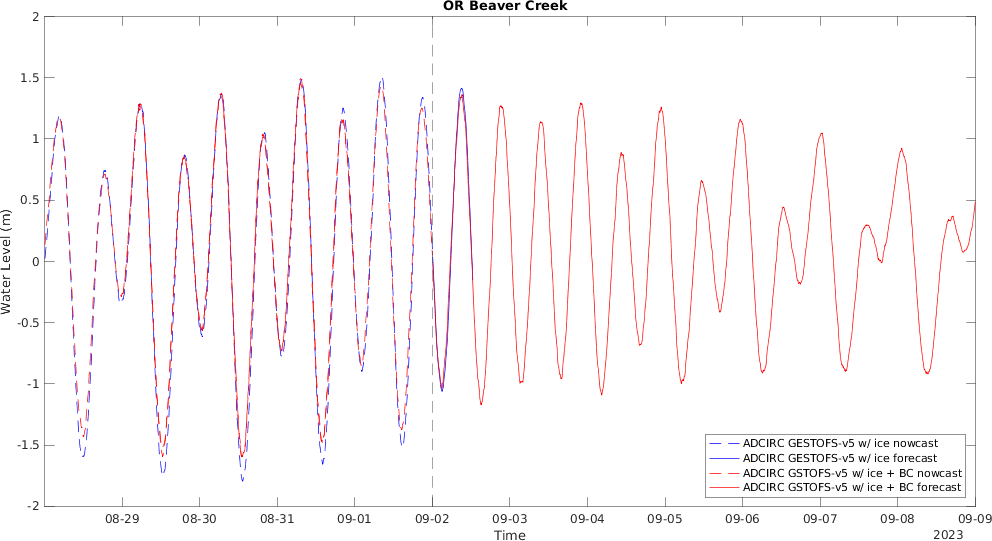 OR Beaver Creek
2
1.5
1
0.5
0
-0.5
-1
-1.5
-2
Water Level (m)
08-29 08-30 08-31 09-01 09-02 09-03 09-04 09-05 09-06 09-07 09-08 09-09
Time
2023
ADCIRC GESTOFS-v5 w/ ice nowcast
ADCIRC GESTOFS-v5 w/ ice forecast
ADCIRC GSTOFS-v5 w/ ice + BC nowcast
ADCIRC GSTOFS-v5 w/ ice + BC forecast